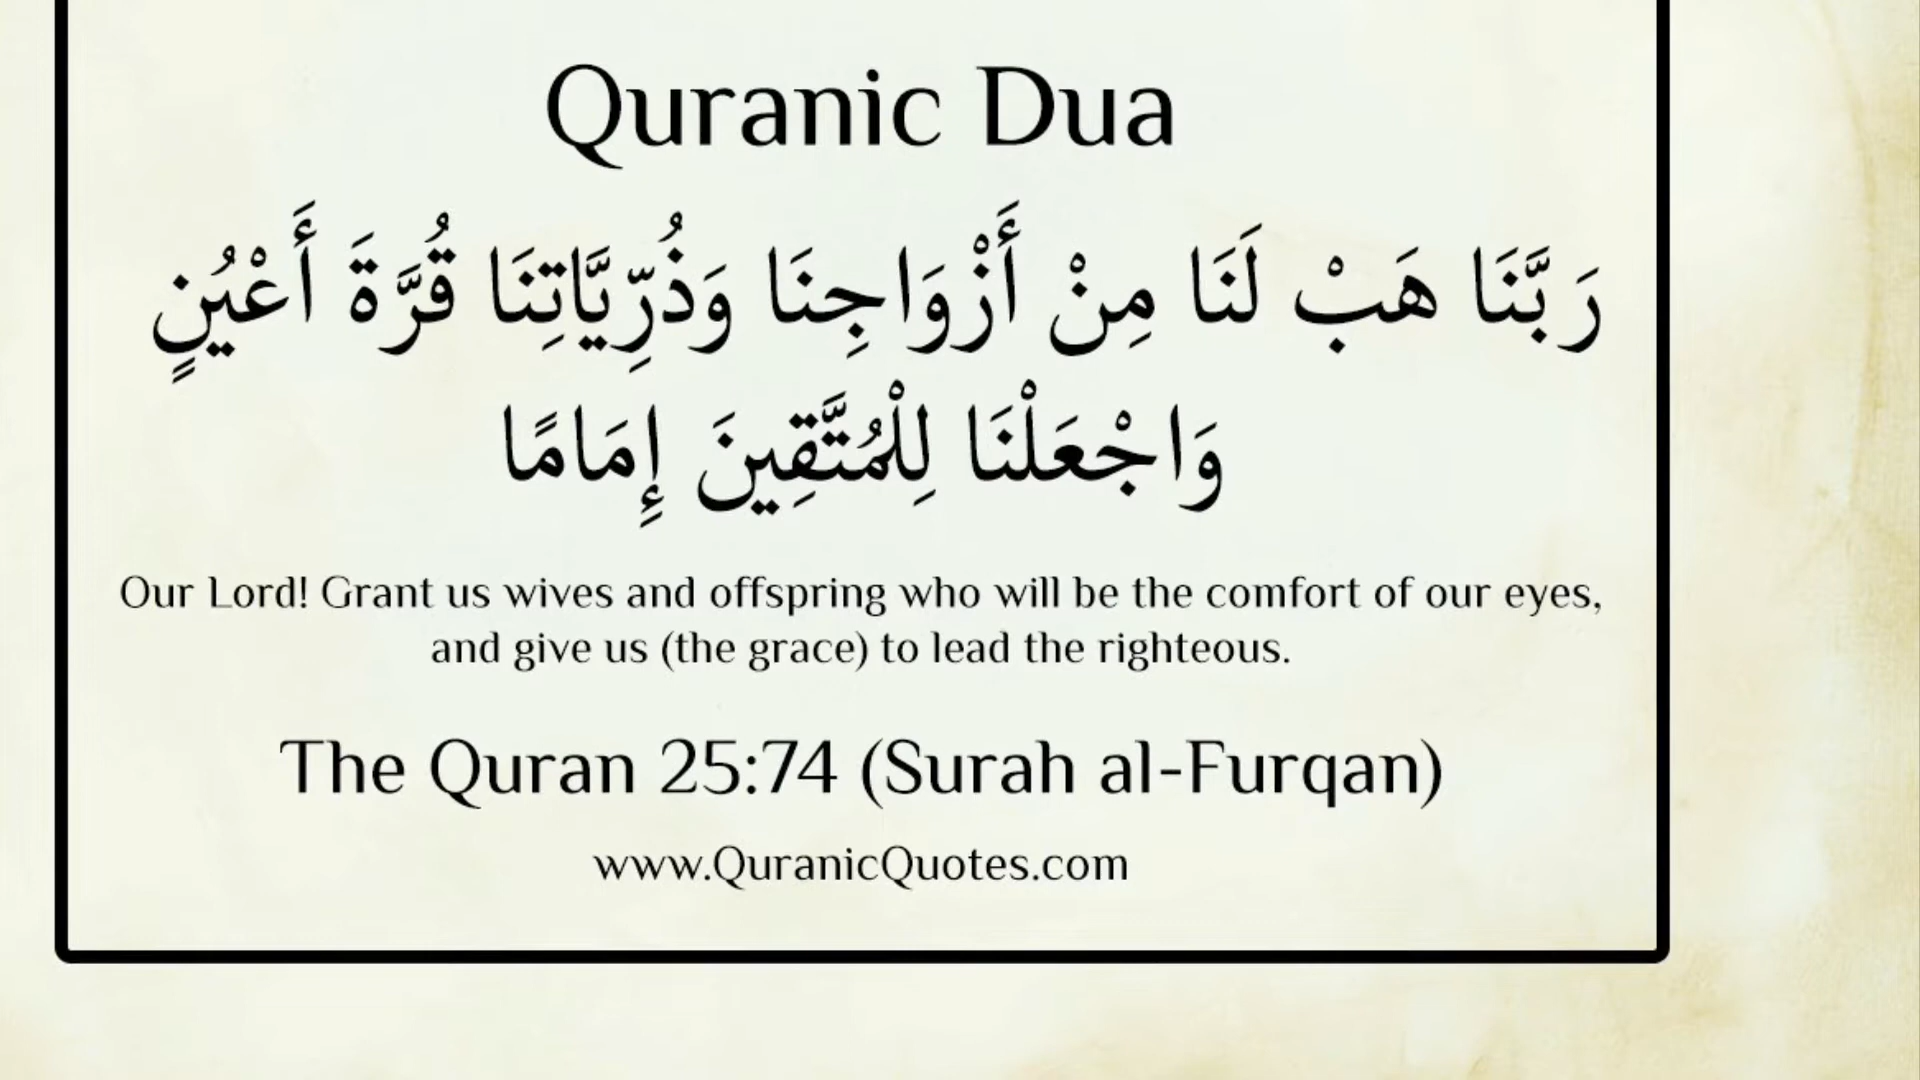 Quranic Dua
رَبَّنَا هَبْ لَنَا مِنْ أَزْوَاجِنَا وَذُرِّيَّاتِنَا قُرَّةَ أَعْيُنٍ
وَاجْعَلْنَا لِلْمُتَّقِينَ إِمَامًا
Our Lord! Grant us wives and offspring who will be the comfort of our eyes,
and give us (the grace) to lead the righteous.
The Quran 25:74 (Surah al-Furqan)
www.QuranicQuotes.com